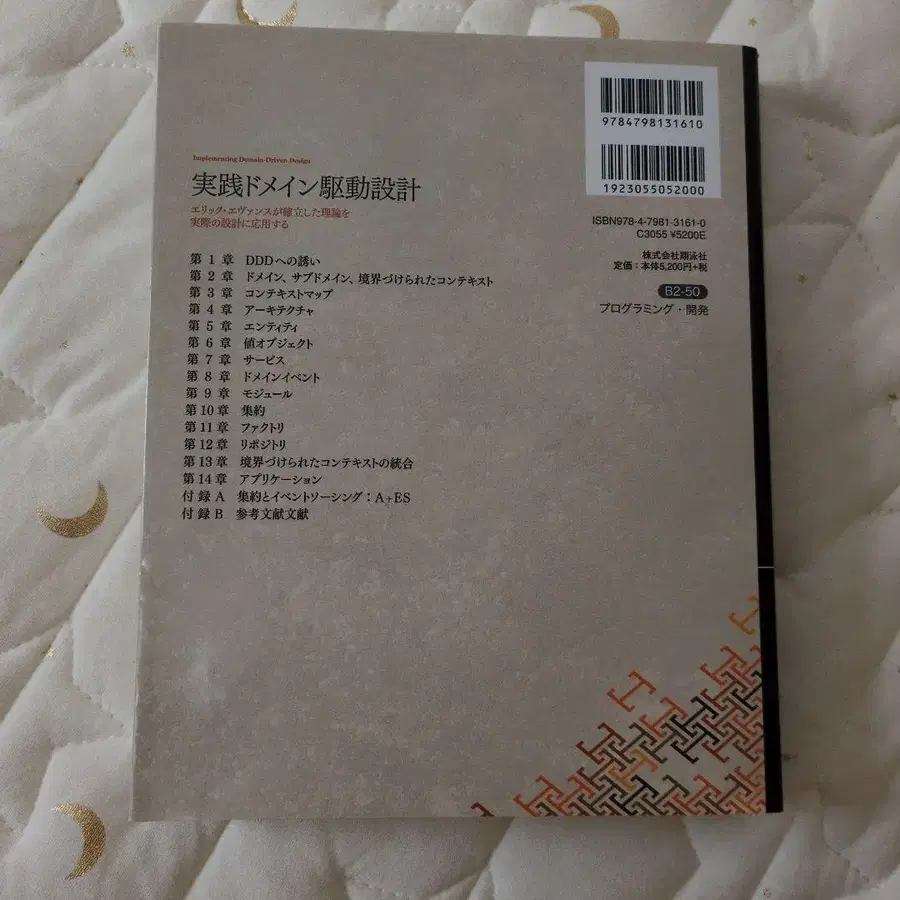 9784798131610
1923055052000
ISBN978-4-7981-3161-0
C3055 ¥5200E
株式会社翔泳社
定価：本体5,200円+税
B2-50
プログラミング・開発
Implementing Domain-Driven Design
実践ドメイン駆動設計
エリック・エヴァンスが確立した理論を
実際の設計に応用する
第1章 DDDへの誘い
第2章 ドメイン、サブドメイン、境界づけられたコンテキスト
第3章 コンテキストマップ
第4章 アーキテクチャ
第5章 エンティティ
第6章 値オブジェクト
第7章 サービス
第8章 ドメインイベント
第9章 モジュール
第10章 集約
第11章 ファクトリ
第12章 リポジトリ
第13章 境界づけられたコンテキストの統合
第14章 アプリケーション
付録A 集約とイベントソーシング：A+ES
付録B 参考文献文献